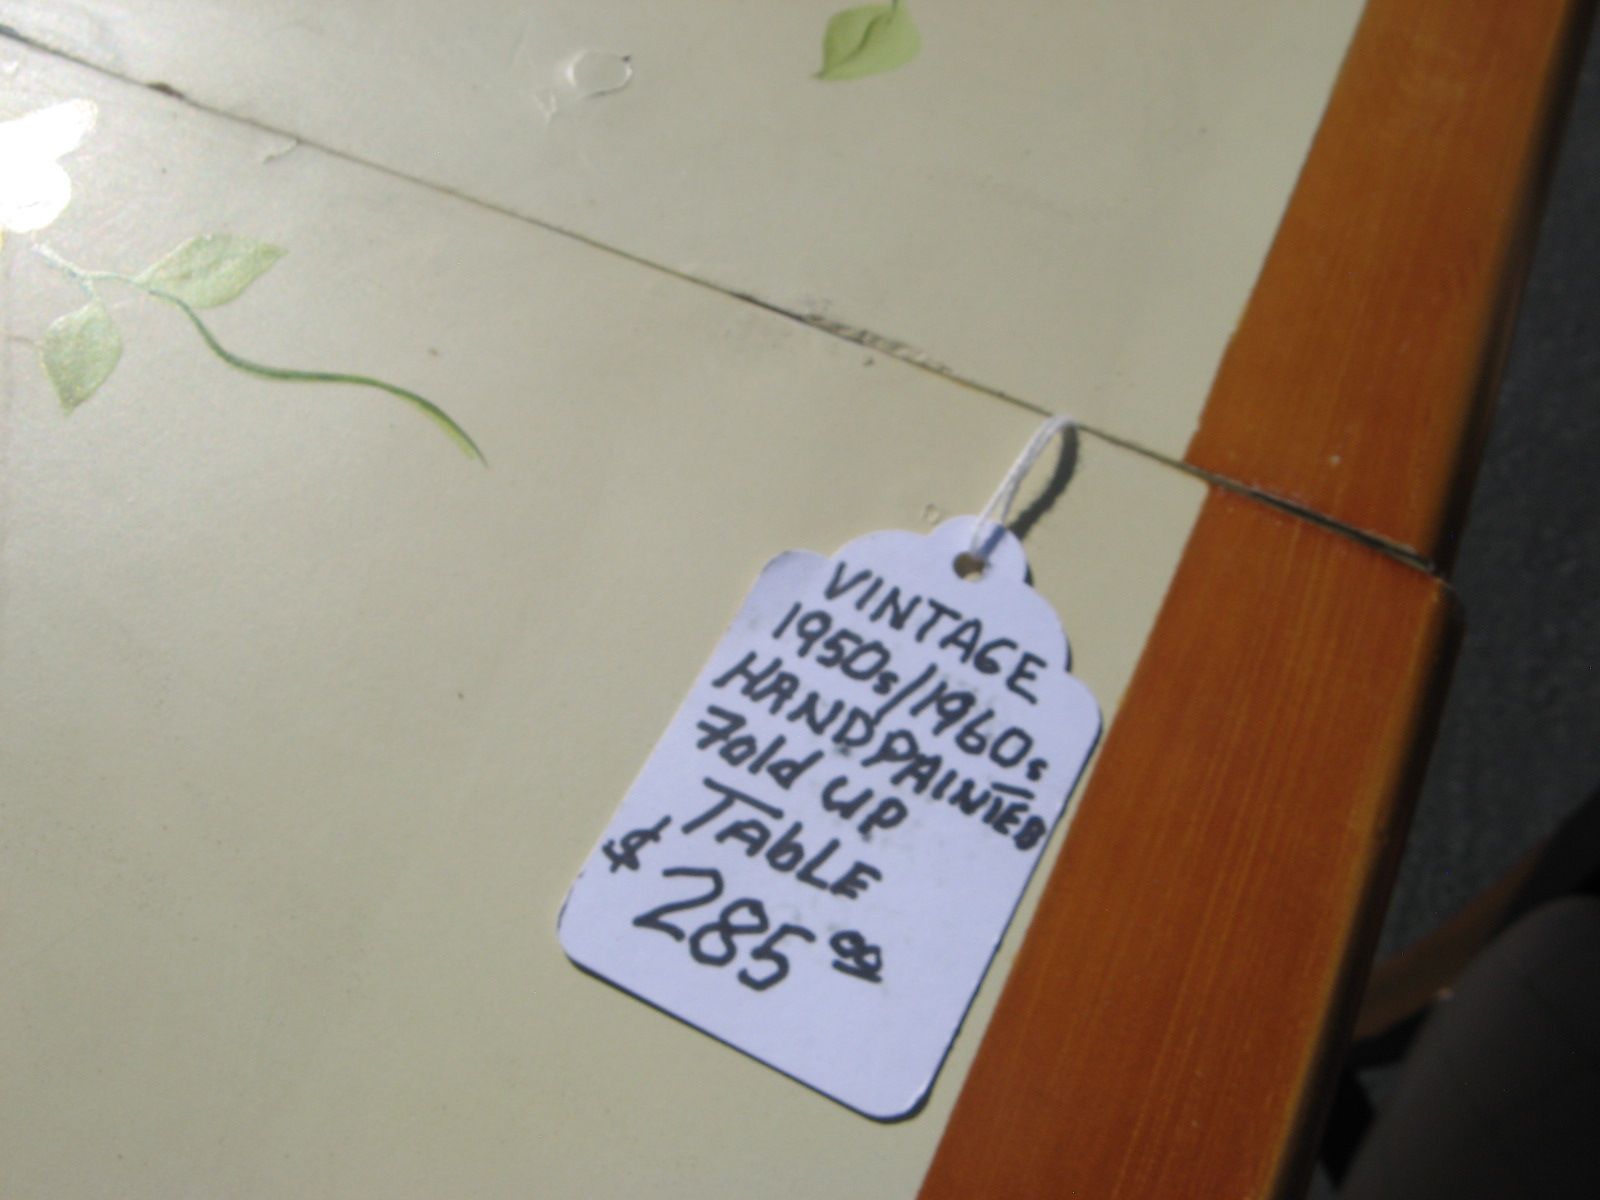 VINTAGE
1950s/1960s
HANDPAINTED
Fold UP
TAbLE
$285.00